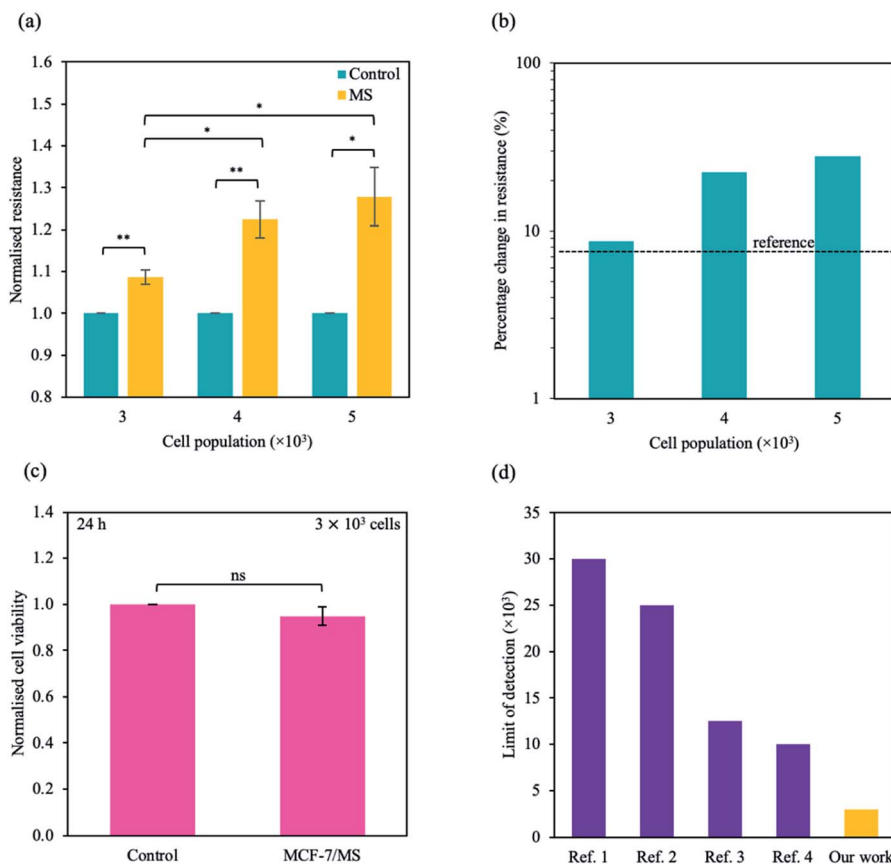 (a)
Normalised resistance
1.6
1.5
1.4
1.3
1.2
1.1
1.0
0.9
0.8
Control
MS
*
*
*
**
**
3
4
5
Cell population (×10³)
(b)
Percentage change in resistance (%)
100
10
1
reference
3
4
5
Cell population (×10³)
(c)
Normalised cell viability
1.4
1.2
1.0
0.8
0.6
0.4
0.2
0.0
24 h
3 × 10³ cells
ns
Control
MCF-7/MS
(d)
Limit of detection (×10³)
35
30
25
20
15
10
5
0
Ref. 1
Ref. 2
Ref. 3
Ref. 4
Our work